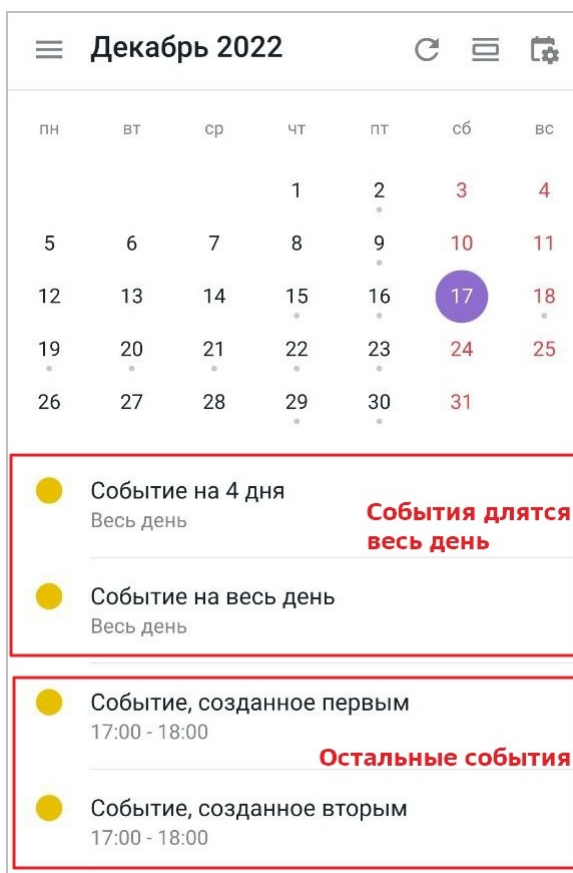 Декабрь 2022
пн вт ср чт пт сб вс
1 2 3 4
5 6 7 8 9 10 11
12 13 14 15 16 17 18
19 20 21 22 23 24 25
26 27 28 29 30 31
Событие на 4 дня
Весь день
События длятся
весь день
Событие на весь день
Весь день
Событие, созданное первым
17:00 - 18:00
Остальные события
Событие, созданное вторым
17:00 - 18:00